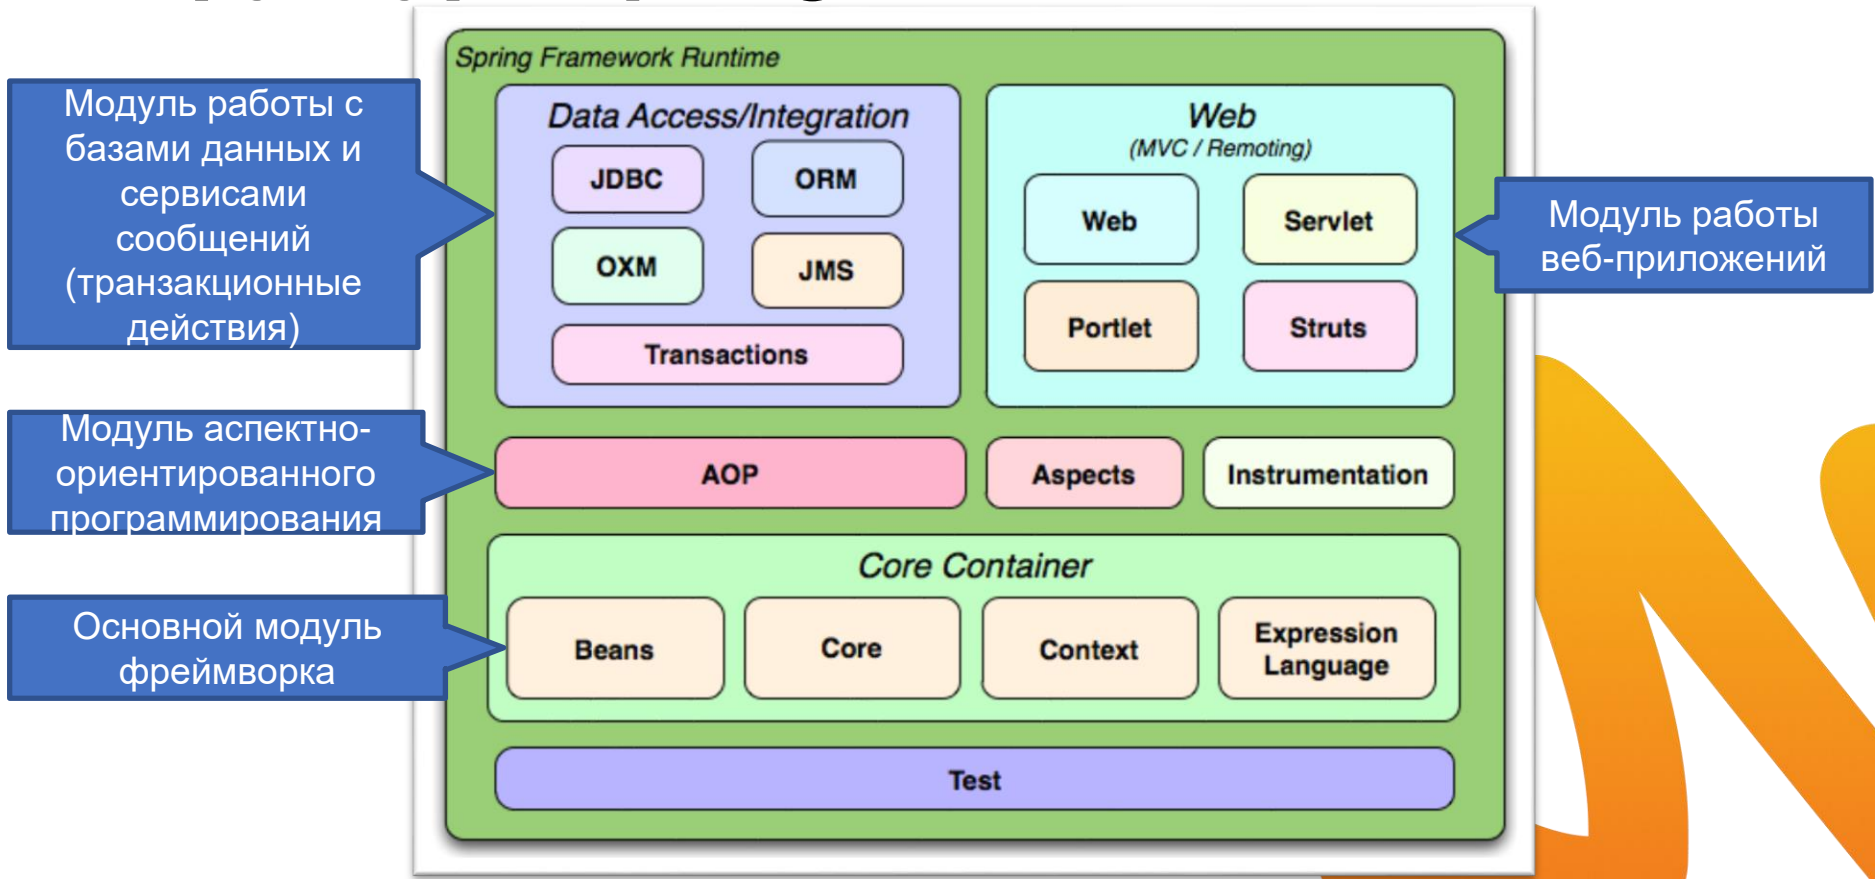 Spring Framework Runtime
Модуль работы с
базами данных и
сервисами
сообщений
(транзакционные
действия)
Data Access/Integration
JDBC
ORM
OXM
JMS
Transactions
Web
(MVC / Remoting)
Web
Servlet
Portlet
Struts
Модуль работы
веб-приложений
Модуль аспектно-
ориентированного
программирования
AOP
Aspects
Instrumentation
Основной модуль
фреймворка
Core Container
Beans
Core
Context
Expression
Language
Test